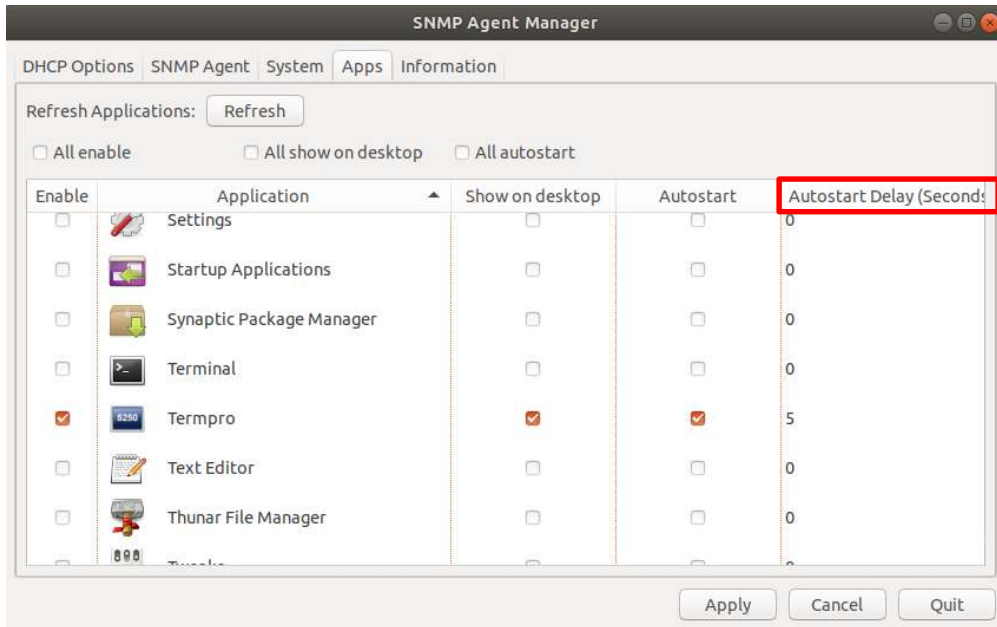 SNMP Agent Manager
DHCP Options SNMP Agent System Apps Information
Refresh Applications: Refresh
All enable All show on desktop All autostart
Enable Application Show on desktop Autostart Autostart Delay (Seconds
Settings 0
Startup Applications 0
Synaptic Package Manager 0
>_ Terminal 0
5250 Termpro 5
Text Editor 0
Thunar File Manager 0
Apply Cancel Quit